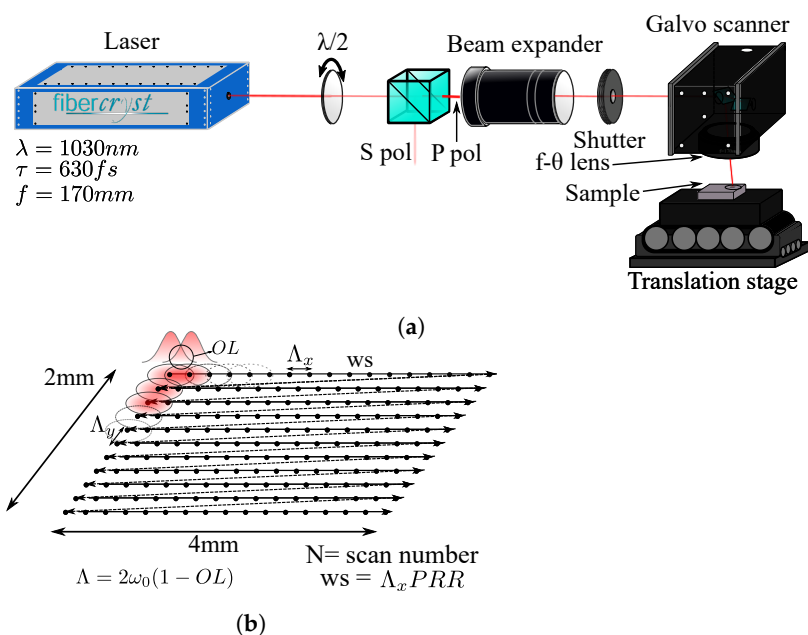 Laser
λ/2
Beam expander
Galvo scanner
fibercryst
S pol
P pol
Shutter
f-θ lens
Sample
λ = 1030nm
τ = 630fs
f = 170mm
Translation stage
(a)
OL
Λx
ws
2mm
Λy
4mm
N= scan number
Λ = 2ω₀(1 − OL)
ws = ΛxPRR
(b)